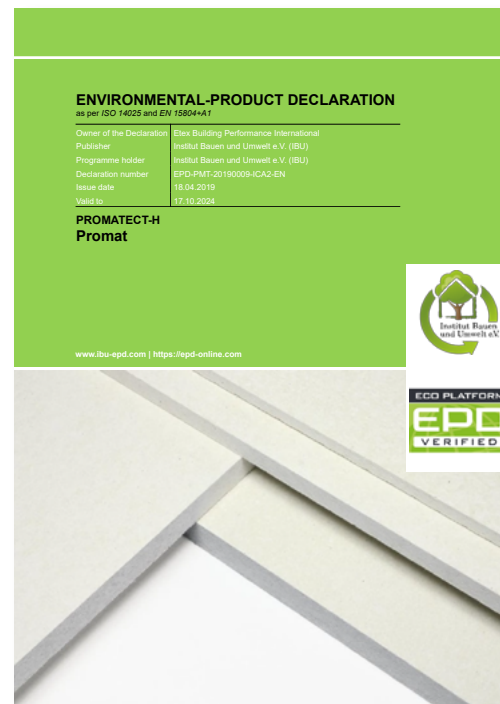 ENVIRONMENTAL-PRODUCT DECLARATION
as per ISO 14025 and EN 15804+A1
Owner of the Declaration Etex Building Performance International
Publisher Institut Bauen und Umwelt e.V. (IBU)
Programme holder Institut Bauen und Umwelt e.V. (IBU)
Declaration number EPD-PMT-20190009-ICA2-EN
Issue date 18.04.2019
Valid to 17.10.2024
PROMATECT-H
Promat
Institut Bauen
und Umwelt e.V.
www.ibu-epd.com | https://epd-online.com
ECO PLATFORM
EPD
VERIFIED